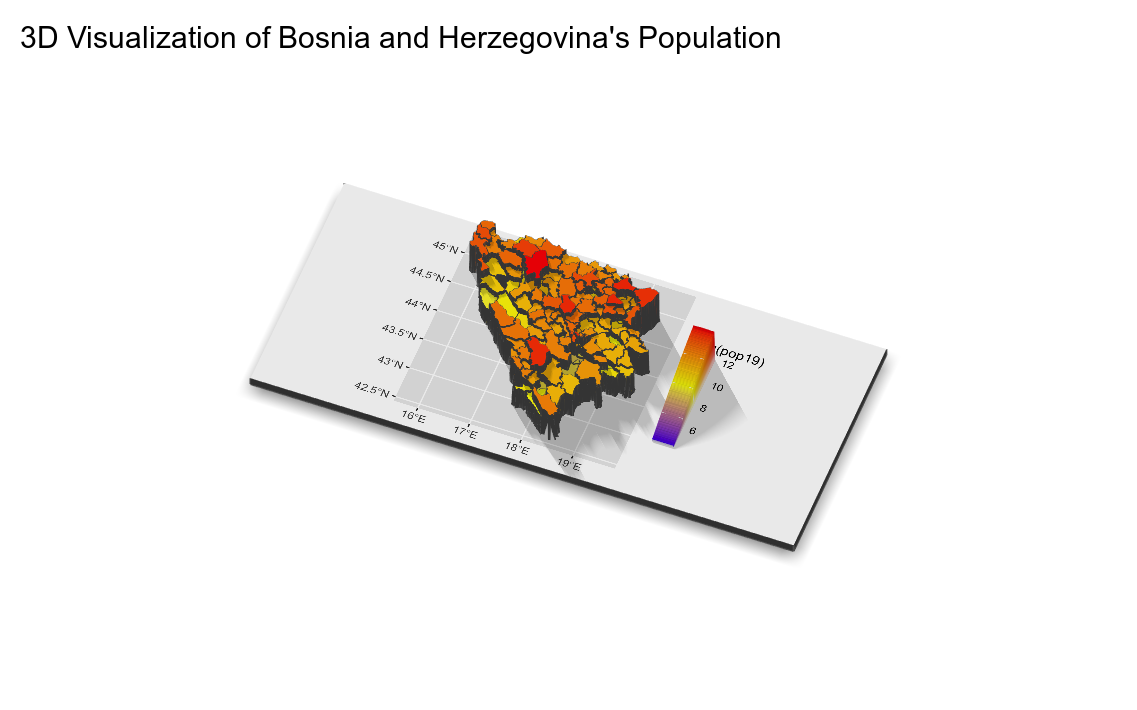 3D Visualization of Bosnia and Herzegovina's Population
45°N
44.5°N
44°N
43.5°N
43°N
42.5°N
16°E
17°E
18°E
19°E
(pop19)
12
10
8
6